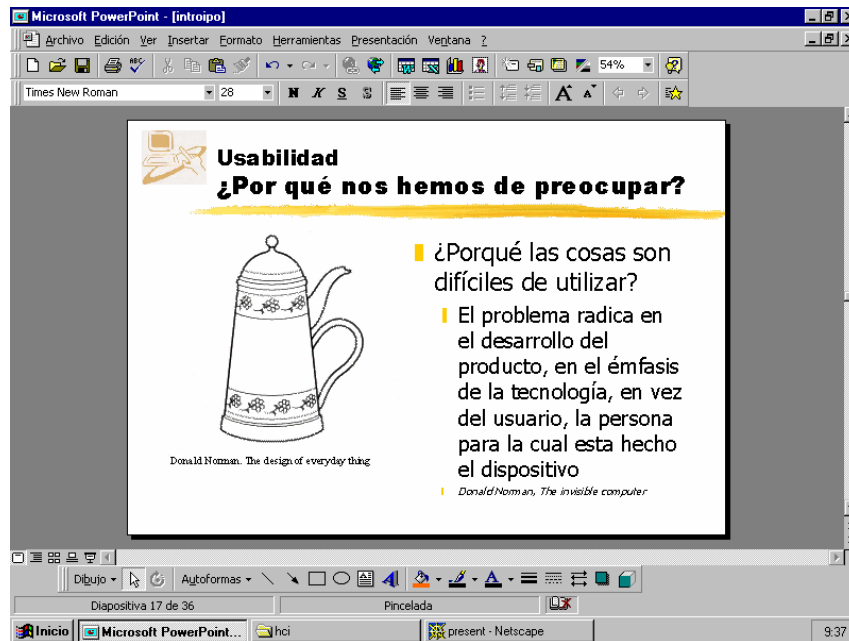 Microsoft PowerPoint - [introipo]
Archivo Edición Ver Insertar Formato Herramientas Presentación Ventana ?
54%
Times New Roman 28 N K S S A A
Usabilidad
¿Por qué nos hemos de preocupar?
¿Porqué las cosas son
difíciles de utilizar?
El problema radica en
el desarrollo del
producto, en el émfasis
de la tecnología, en vez
del usuario, la persona
para la cual esta hecho
el dispositivo
Donald Norman, The invisible computer
Donald Norman. The design of everyday thing
Dibujo Autoformas
Diapositiva 17 de 36 Pincelada
Inicio Microsoft PowerPoint... hci present - Netscape 9:37